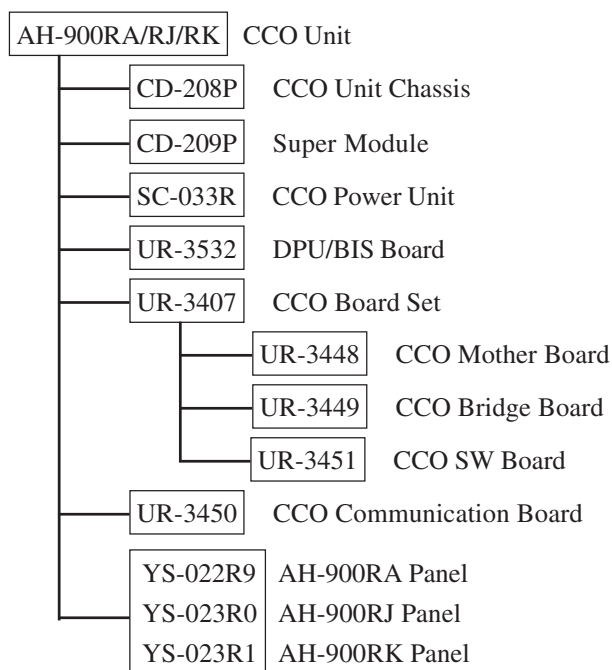 AH-900RA/RJ/RK CCO Unit
CD-208P CCO Unit Chassis
CD-209P Super Module
SC-033R CCO Power Unit
UR-3532 DPU/BIS Board
UR-3407 CCO Board Set
UR-3448 CCO Mother Board
UR-3449 CCO Bridge Board
UR-3451 CCO SW Board
UR-3450 CCO Communication Board
YS-022R9 AH-900RA Panel
YS-023R0 AH-900RJ Panel
YS-023R1 AH-900RK Panel